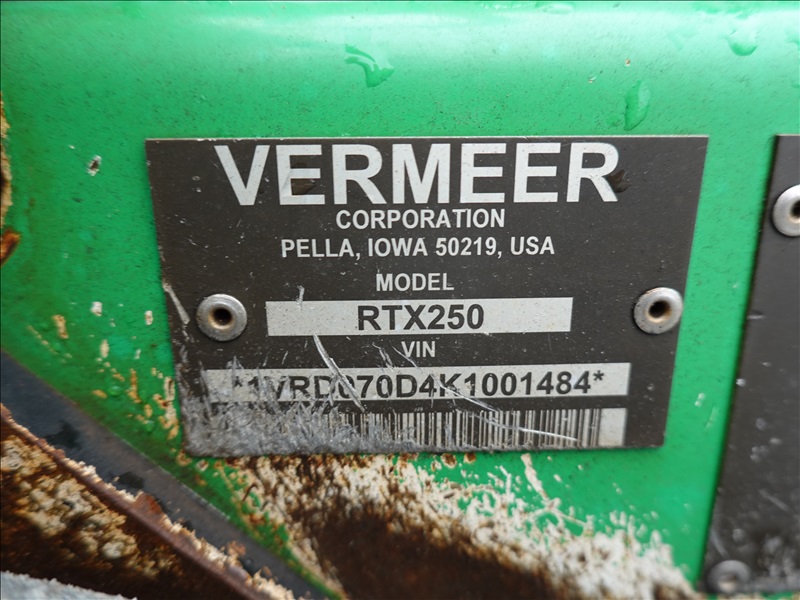 VERMEER
CORPORATION
PELLA, IOWA 50219, USA
MODEL
RTX250
VIN
*1VRD070D4K1001484*